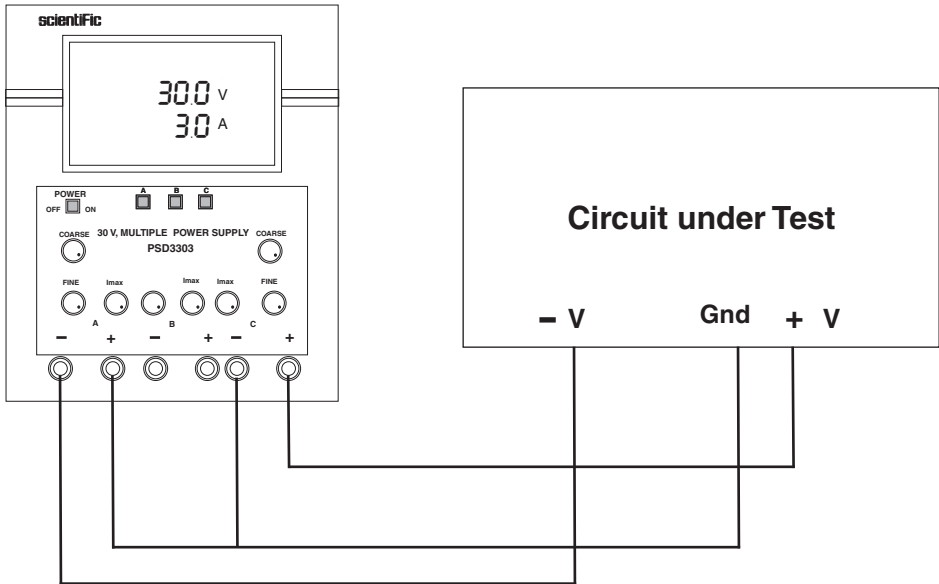 scientiFic
30.0 V
3.0 A
POWER
OFF ON
A B C
COARSE 30 V, MULTIPLE POWER SUPPLY COARSE
PSD3303
FINE Imax Imax Imax FINE
A B C
− + − + − +
Circuit under Test
− V Gnd + V